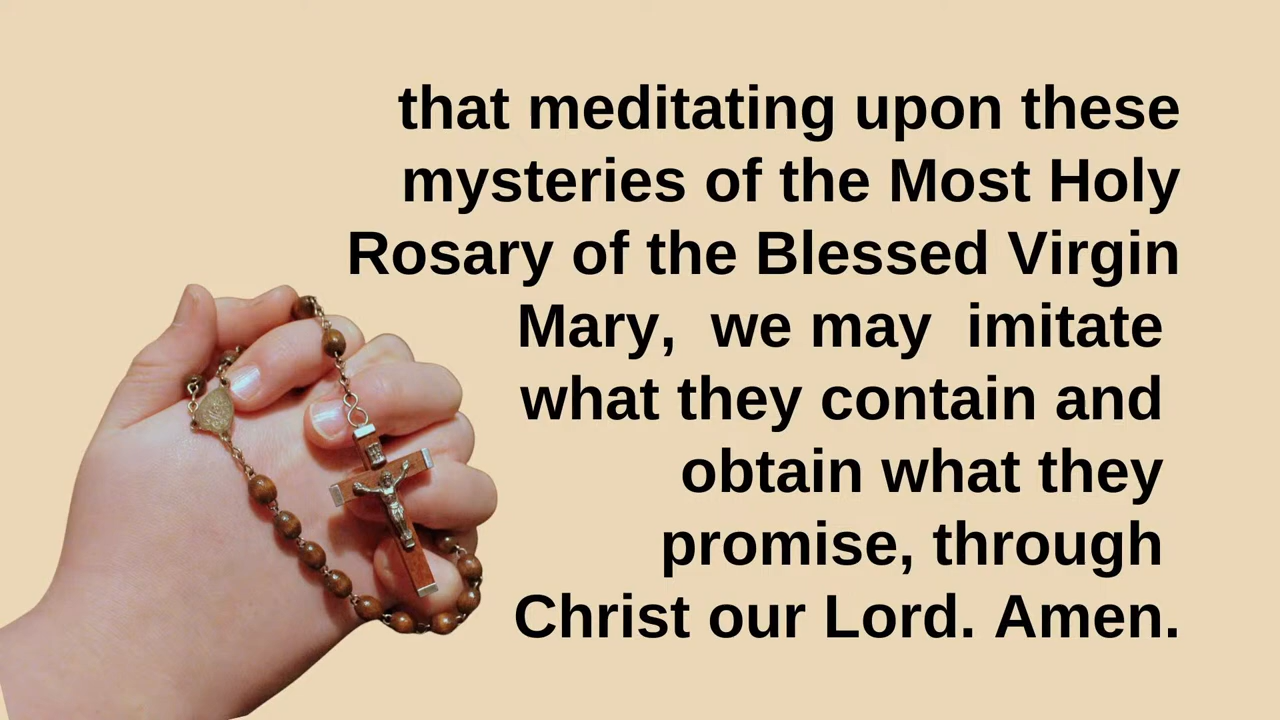 that meditating upon these
mysteries of the Most Holy
Rosary of the Blessed Virgin
Mary, we may imitate
what they contain and
obtain what they
promise, through
Christ our Lord. Amen.